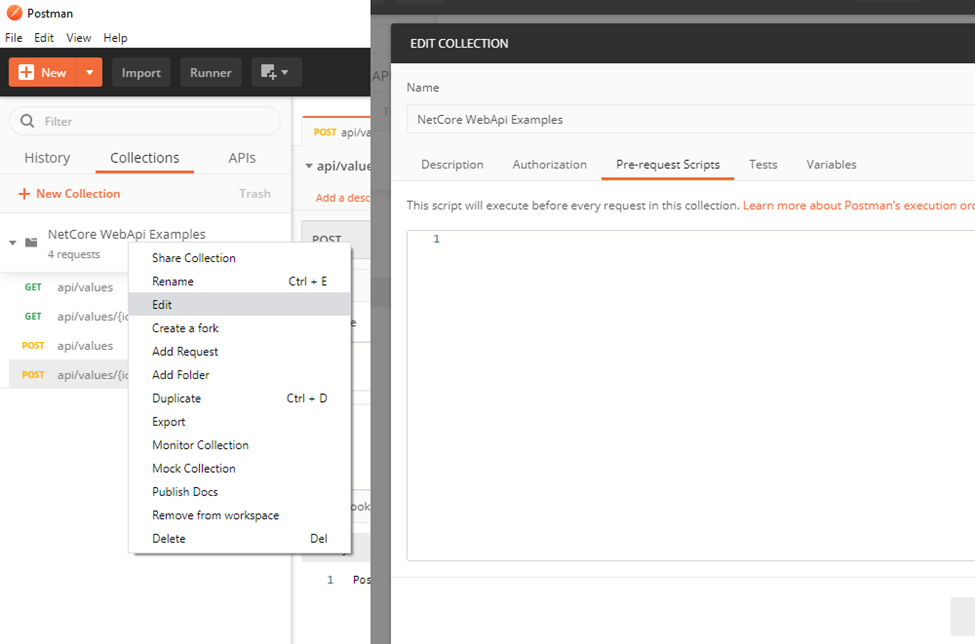 Postman
File Edit View Help
New Import Runner
Filter
History Collections APIs
New Collection Trash
NetCore WebApi Examples
4 requests
GET api/values
GET api/values/{i
POST api/values
POST api/values/{i
Share Collection
Rename Ctrl + E
Edit
Create a fork
Add Request
Add Folder
Duplicate Ctrl + D
Export
Monitor Collection
Mock Collection
Publish Docs
Remove from workspace
Delete Del
POST api/va
api/value
Add a desc
POST
1 Pos
EDIT COLLECTION
Name
NetCore WebApi Examples
Description Authorization Pre-request Scripts Tests Variables
This script will execute before every request in this collection. Learn more about Postman's execution or
1